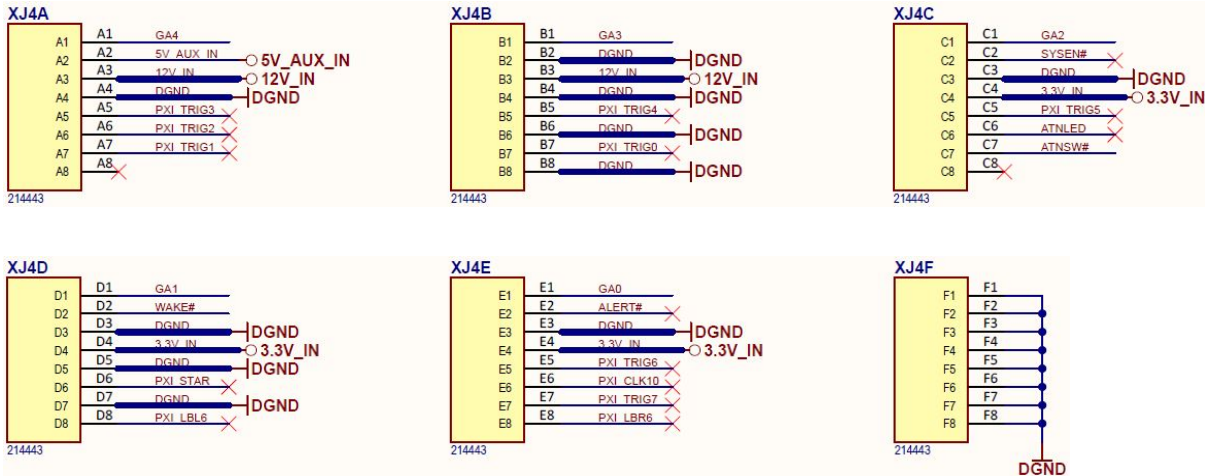 XJ4A
A1 A1 GA4
A2 A2 5V_AUX_IN 5V_AUX_IN
A3 A3 12V_IN 12V_IN
A4 A4 DGND DGND
A5 A5 PXI_TRIG3
A6 A6 PXI_TRIG2
A7 A7 PXI_TRIG1
A8 A8
214443
XJ4B
B1 B1 GA3
B2 B2 DGND DGND
B3 B3 12V_IN 12V_IN
B4 B4 DGND DGND
B5 B5 PXI_TRIG4
B6 B6 DGND DGND
B7 B7 PXI_TRIG0
B8 B8 DGND DGND
214443
XJ4C
C1 C1 GA2
C2 C2 SYSEN#
C3 C3 DGND DGND
C4 C4 3.3V_IN 3.3V_IN
C5 C5 PXI_TRIG5
C6 C6 ATNLED
C7 C7 ATNSW#
C8 C8
214443
XJ4D
D1 D1 GA1
D2 D2 WAKE#
D3 D3 DGND DGND
D4 D4 3.3V_IN 3.3V_IN
D5 D5 DGND DGND
D6 D6 PXI_STAR
D7 D7 DGND DGND
D8 D8 PXI_LBL6
214443
XJ4E
E1 E1 GA0
E2 E2 ALERT#
E3 E3 DGND DGND
E4 E4 3.3V_IN 3.3V_IN
E5 E5 PXI_TRIG6
E6 E6 PXI_CLK10
E7 E7 PXI_TRIG7
E8 E8 PXI_LBR6
214443
XJ4F
F1 F1
F2 F2
F3 F3
F4 F4
F5 F5
F6 F6
F7 F7
F8 F8
214443
DGND